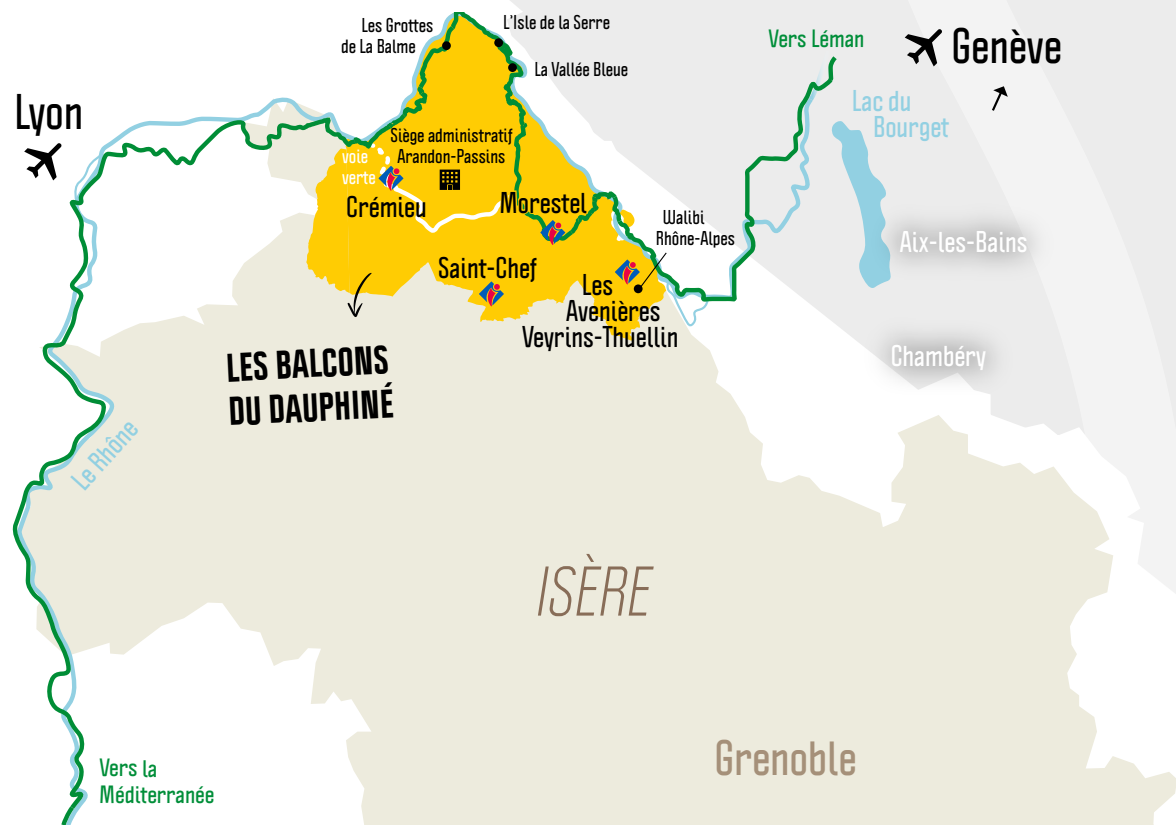 Les Grottes
de La Balme
L'Isle de la Serre
La Vallée Bleue
Vers Léman
Genève
Lyon
Lac du
Bourget
Siège administratif
Arandon-Passins
voie
verte
Crémieu
Morestel
Walibi
Rhône-Alpes
Aix-les-Bains
Saint-Chef
Les
Avenières
Veyrins-Thuellin
Chambéry
LES BALCONS
DU DAUPHINÉ
Le Rhône
ISÈRE
Grenoble
Vers la
Méditerranée